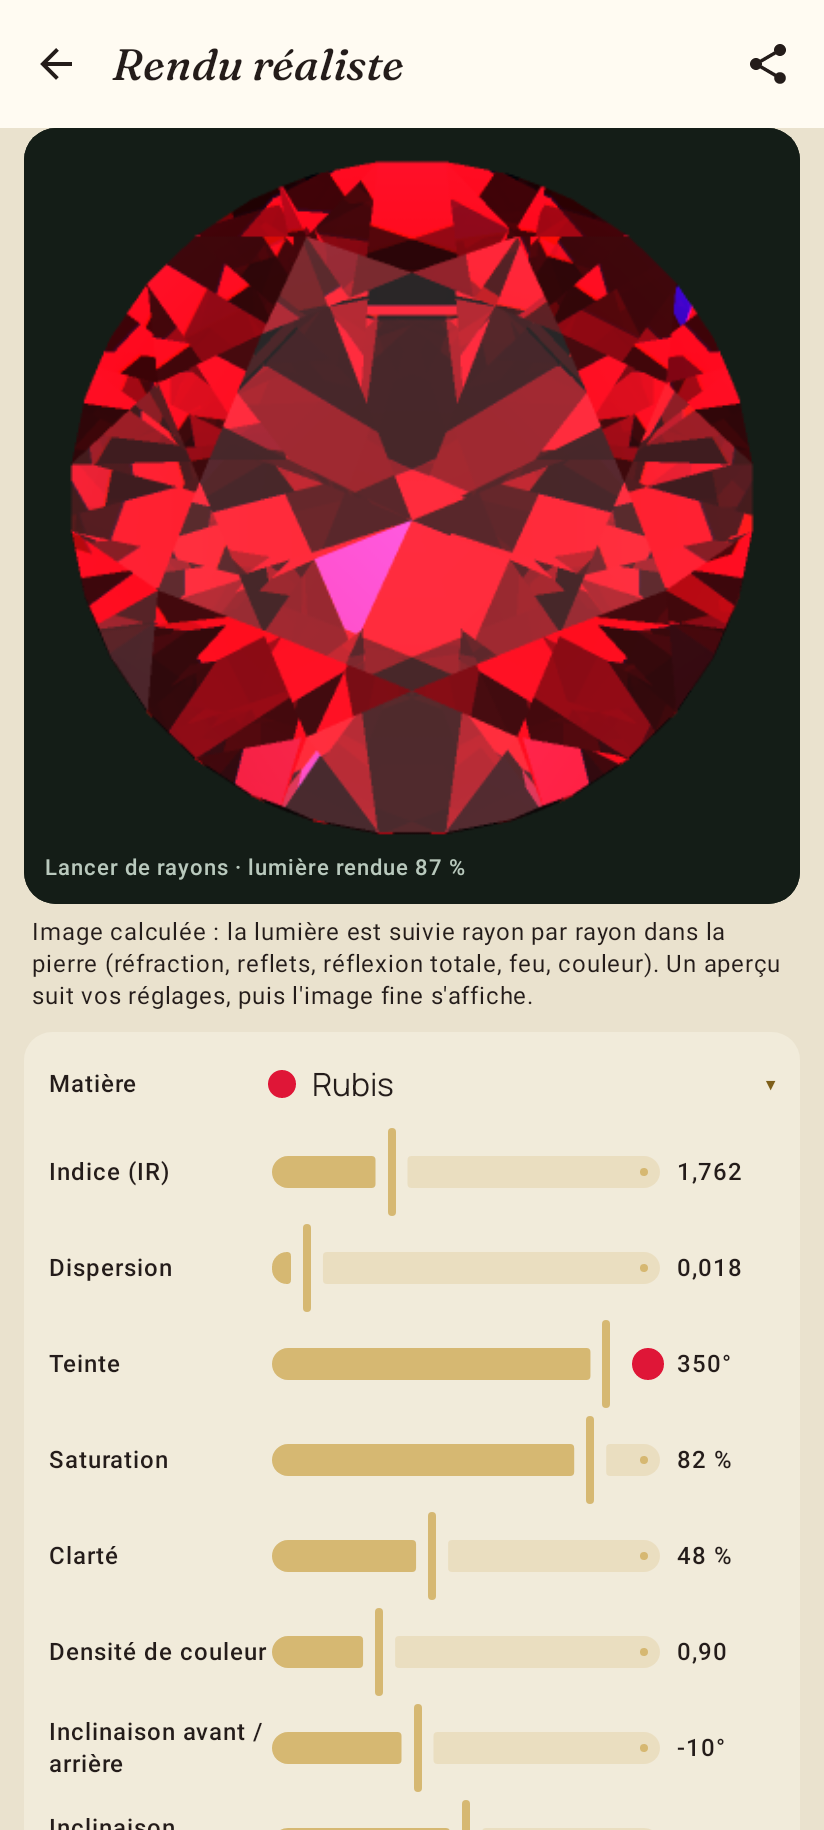 Rendu réaliste
Lancer de rayons · lumière rendue 87 %
Image calculée : la lumière est suivie rayon par rayon dans la
pierre (réfraction, reflets, réflexion totale, feu, couleur). Un aperçu
suit vos réglages, puis l'image fine s'affiche.
Matière Rubis
Indice (IR) 1,762
Dispersion 0,018
Teinte 350°
Saturation 82 %
Clarté 48 %
Densité de couleur 0,90
Inclinaison avant /
arrière -10°
Inclinaison